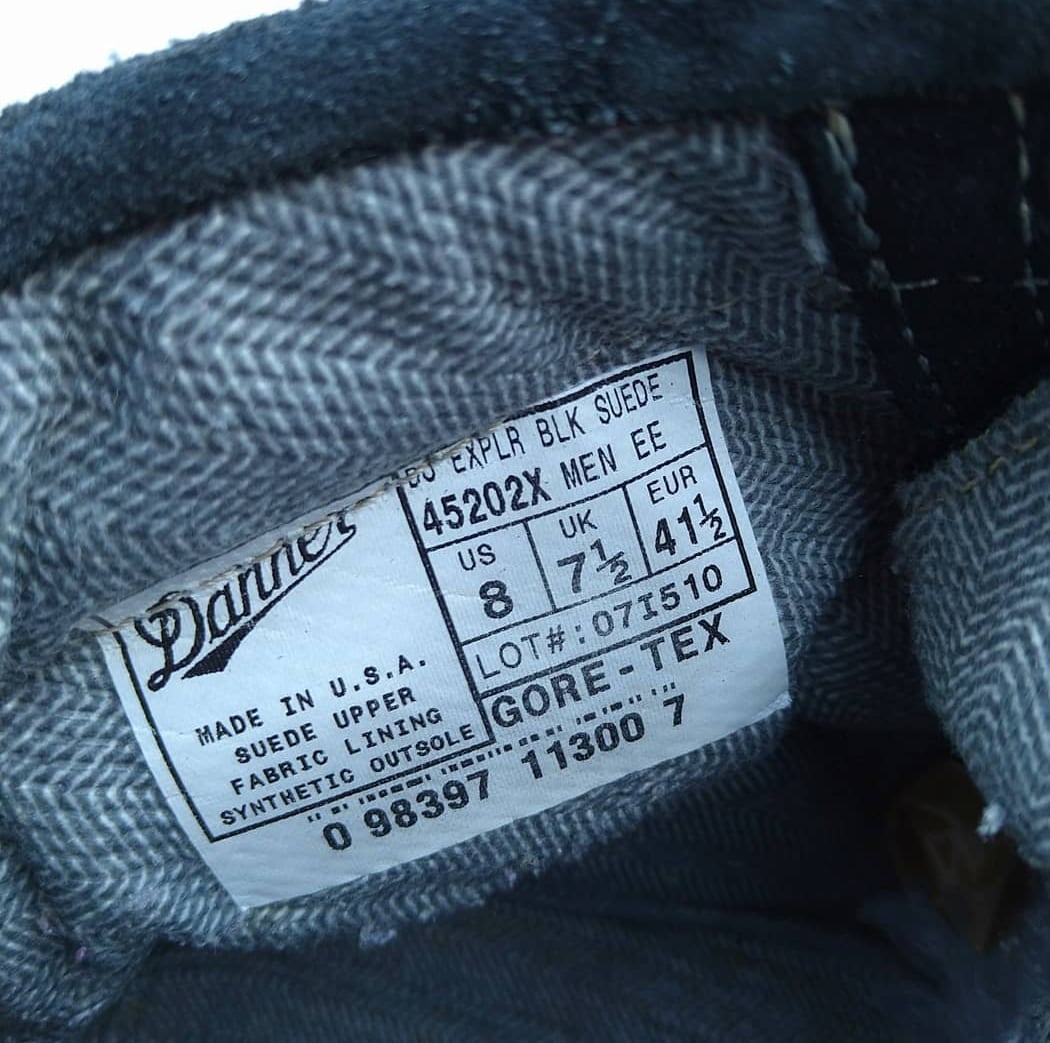 Danner
MADE IN U.S.A.
SUEDE UPPER
FABRIC LINING
SYNTHETIC OUTSOLE
EXPLR BLK SUEDE
45202X MEN EE
US UK EUR
8 7½ 41½
LOT#:07I510
GORE-TEX
0 98397 11300 7